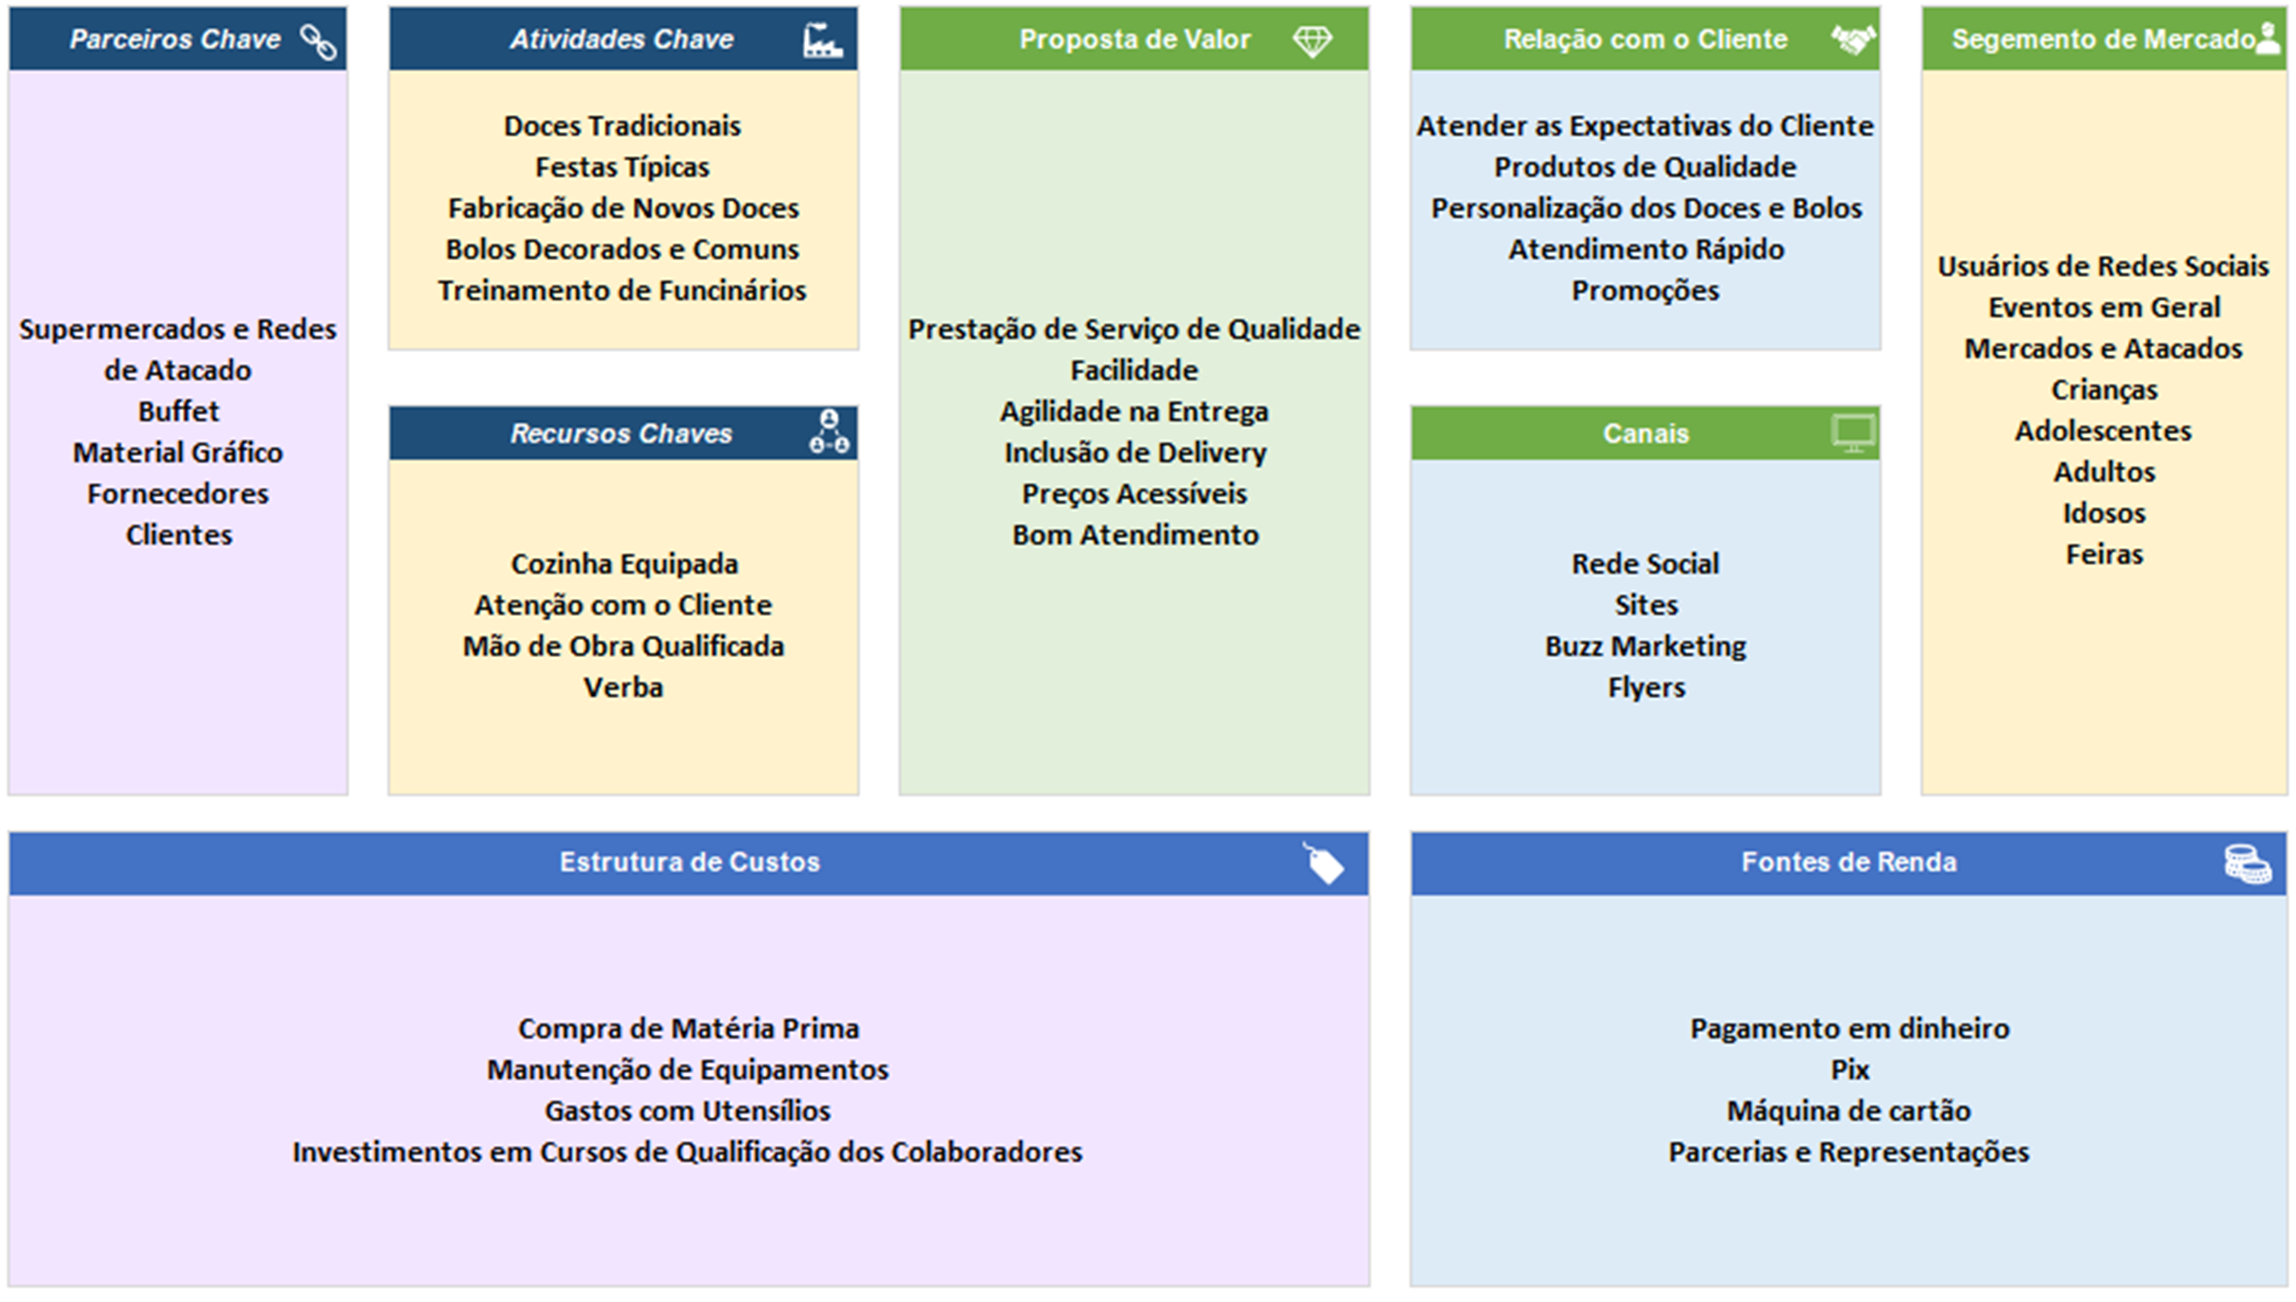 Parceiros Chave
Supermercados e Redes
de Atacado
Buffet
Material Gráfico
Fornecedores
Clientes
Atividades Chave
Doces Tradicionais
Festas Típicas
Fabricação de Novos Doces
Bolos Decorados e Comuns
Treinamento de Funcinários
Recursos Chaves
Cozinha Equipada
Atenção com o Cliente
Mão de Obra Qualificada
Verba
Proposta de Valor
Prestação de Serviço de Qualidade
Facilidade
Agilidade na Entrega
Inclusão de Delivery
Preços Acessíveis
Bom Atendimento
Relação com o Cliente
Atender as Expectativas do Cliente
Produtos de Qualidade
Personalização dos Doces e Bolos
Atendimento Rápido
Promoções
Canais
Rede Social
Sites
Buzz Marketing
Flyers
Segemento de Mercado
Usuários de Redes Sociais
Eventos em Geral
Mercados e Atacados
Crianças
Adolescentes
Adultos
Idosos
Feiras
Estrutura de Custos
Compra de Matéria Prima
Manutenção de Equipamentos
Gastos com Utensílios
Investimentos em Cursos de Qualificação dos Colaboradores
Fontes de Renda
Pagamento em dinheiro
Pix
Máquina de cartão
Parcerias e Representações